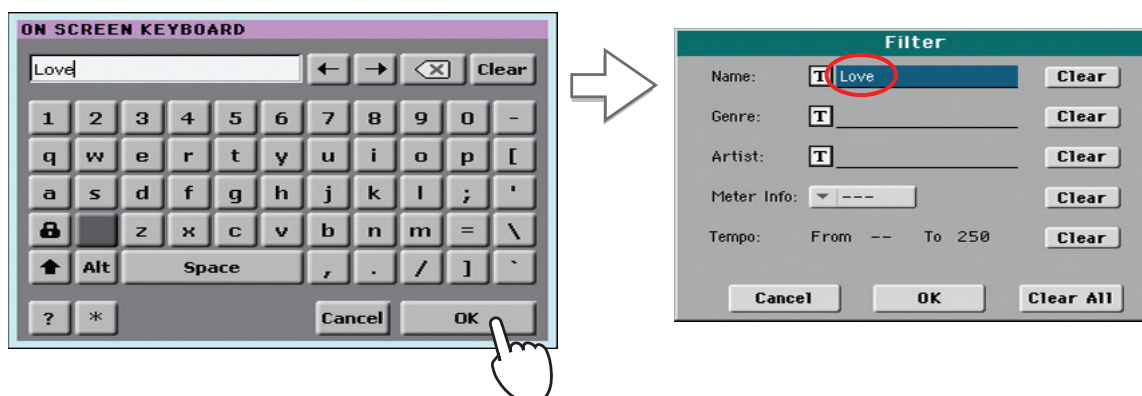 ON SCREEN KEYBOARD
Love ← → ⌫ Clear
1 2 3 4 5 6 7 8 9 0 -
q w e r t y u i o p [
a s d f g h j k l ; '
z x c v b n m = \
Alt Space , . / ] `
? * Cancel OK
Filter
Name: T Love Clear
Genre: T Clear
Artist: T Clear
Meter Info: --- Clear
Tempo: From -- To 250 Clear
Cancel OK Clear All